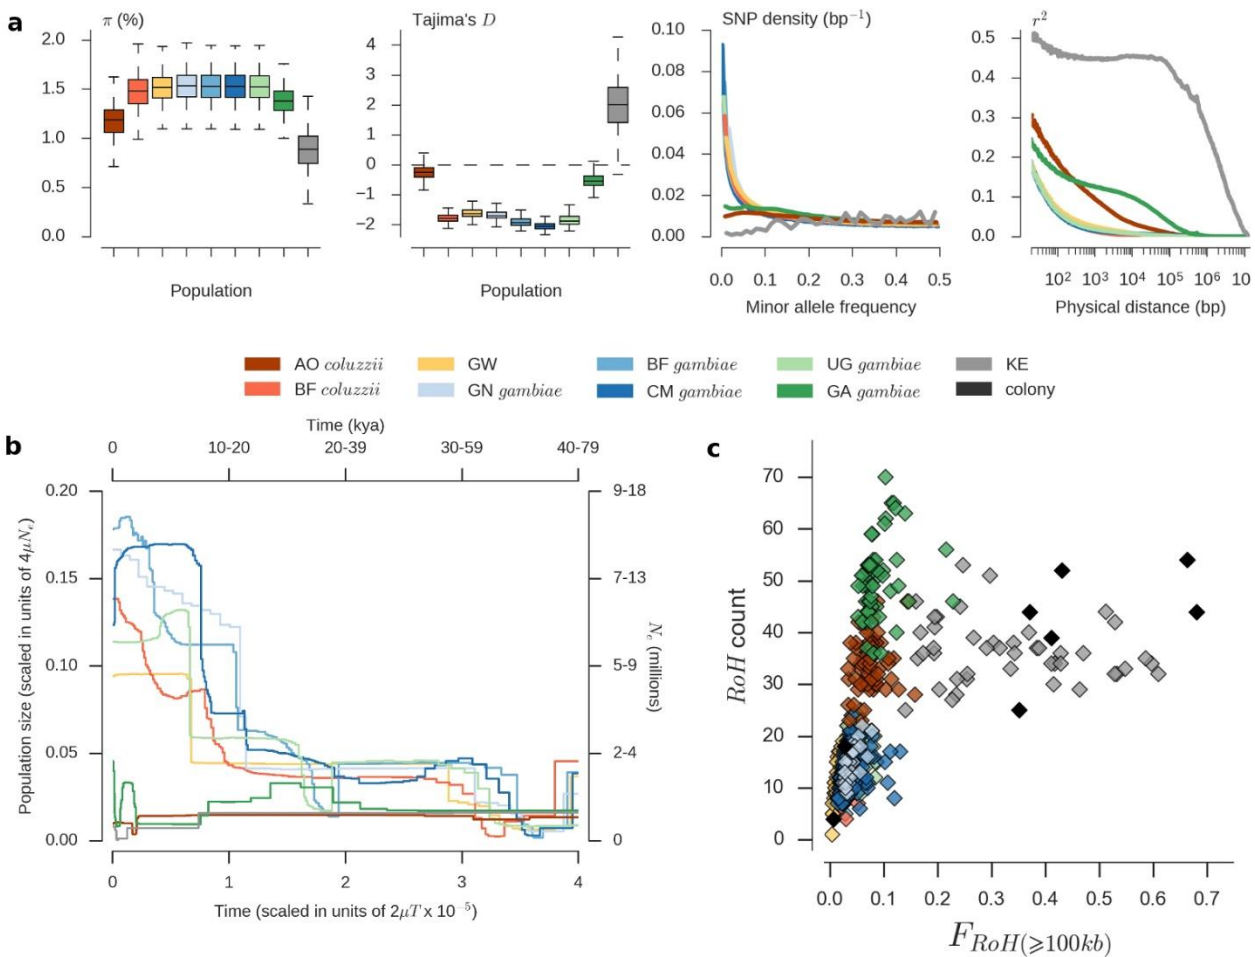 a
π (%)
2.0
1.5
1.0
0.5
0.0
Population
Tajima's D
4
3
2
1
0
−1
−2
Population
SNP density (bp⁻¹)
0.10
0.08
0.06
0.04
0.02
0.00
0.0 0.1 0.2 0.3 0.4 0.5
Minor allele frequency
r²
0.5
0.4
0.3
0.2
0.1
0.0
10² 10³ 10⁴ 10⁵ 10⁶ 10
Physical distance (bp)
AO coluzzii GW BF gambiae UG gambiae KE
BF coluzzii GN gambiae CM gambiae GA gambiae colony
b
Time (kya)
0 10-20 20-39 30-59 40-79
Population size (scaled in units of 4μNₑ)
0.20
0.15
0.10
0.05
0.00
9-18
7-13
5-9
2-4
0
Nₑ (millions)
0 1 2 3 4
Time (scaled in units of 2μT x 10⁻⁵)
c
RoH count
70
60
50
40
30
20
10
0
0.0 0.1 0.2 0.3 0.4 0.5 0.6 0.7
F RoH(⩾100kb)